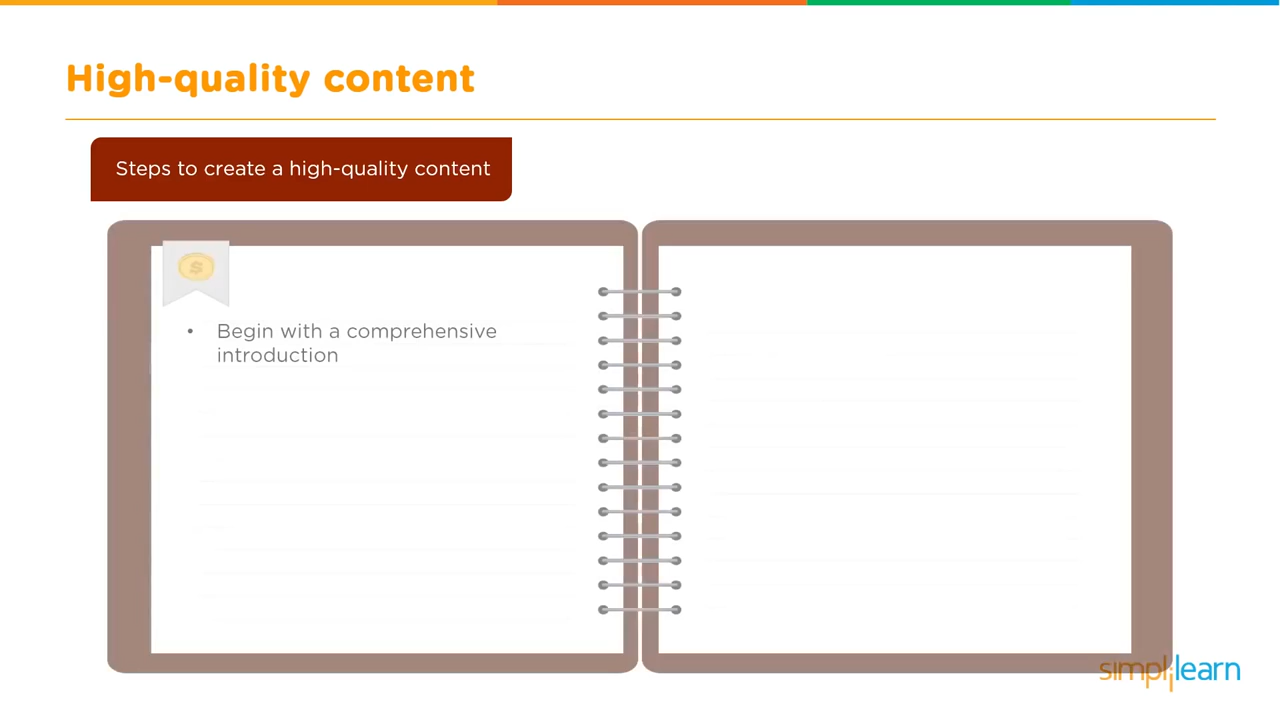 High-quality content
Steps to create a high-quality content
$
• Begin with a comprehensive
introduction
simplilearn